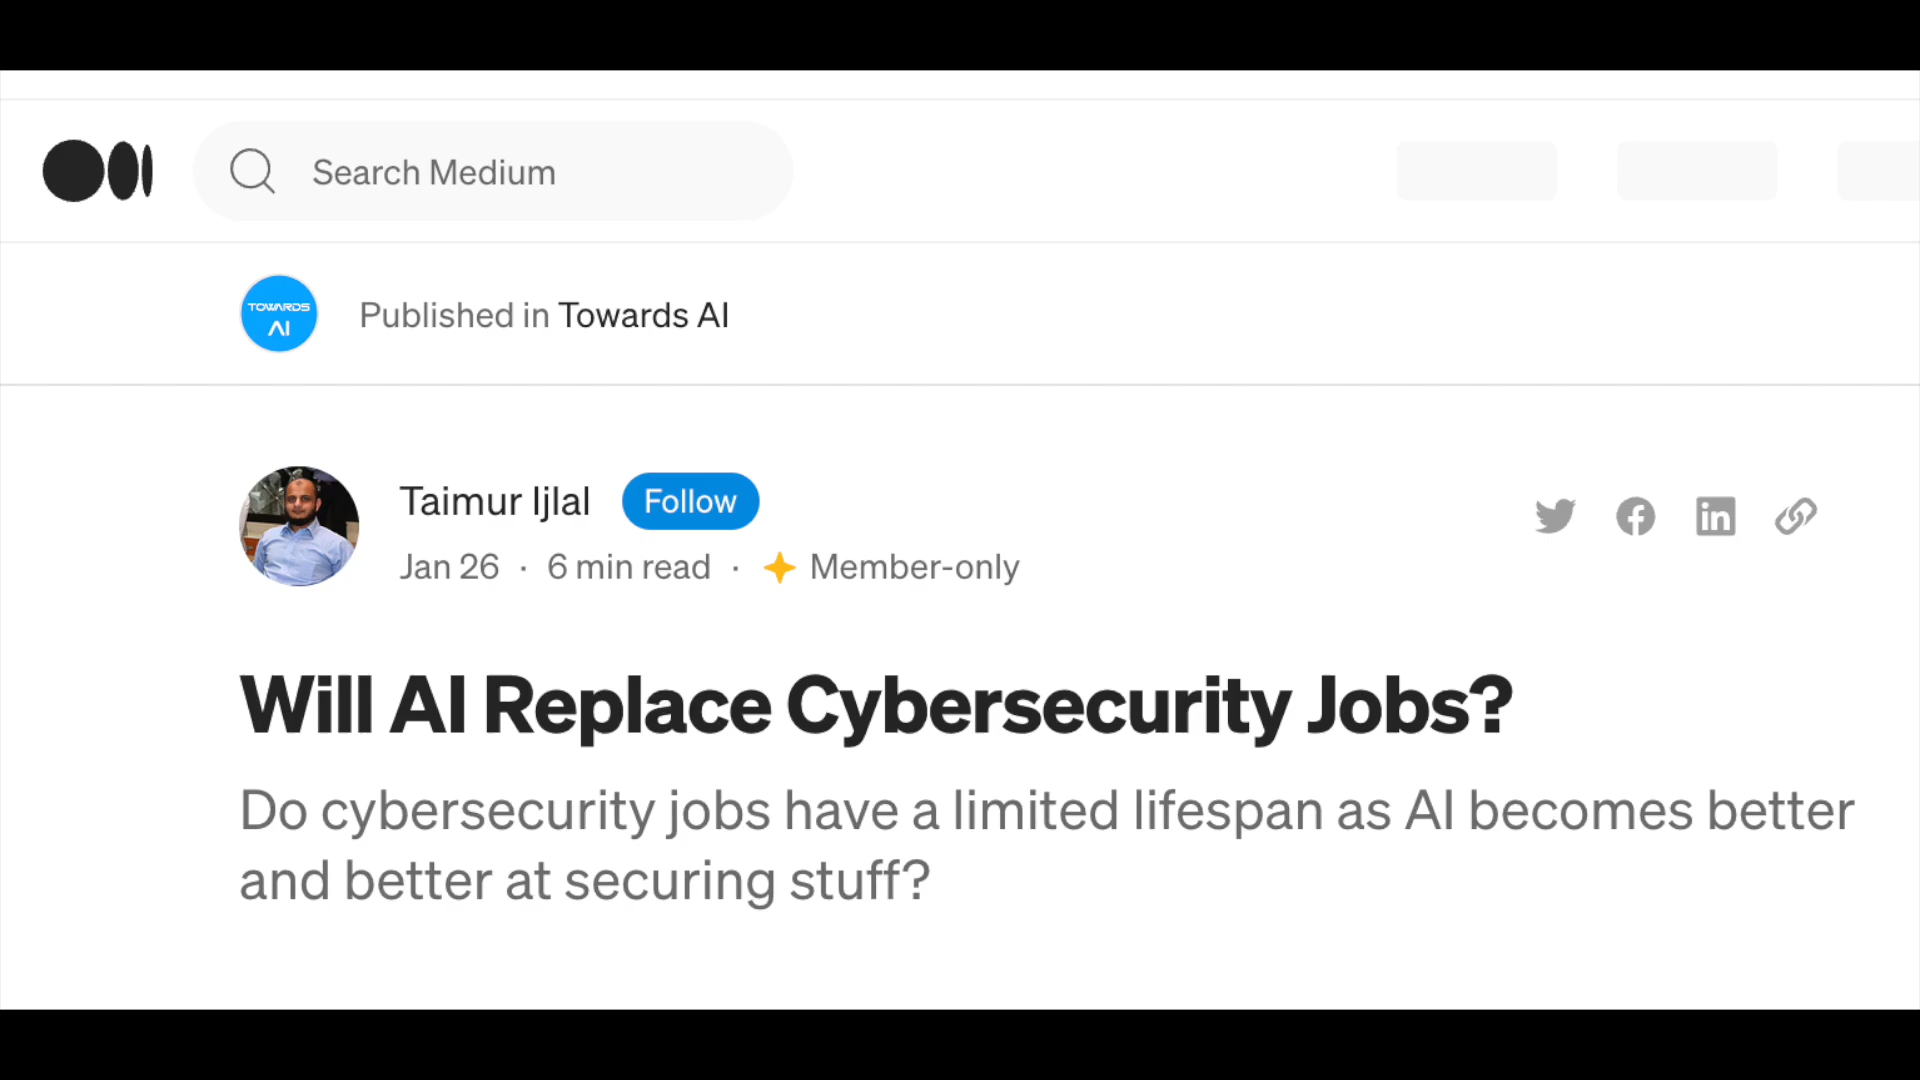 Search Medium
TOWARDS
AI
Published in Towards AI
Taimur Ijlal Follow
Jan 26 · 6 min read · Member-only
Will AI Replace Cybersecurity Jobs?
Do cybersecurity jobs have a limited lifespan as AI becomes better
and better at securing stuff?